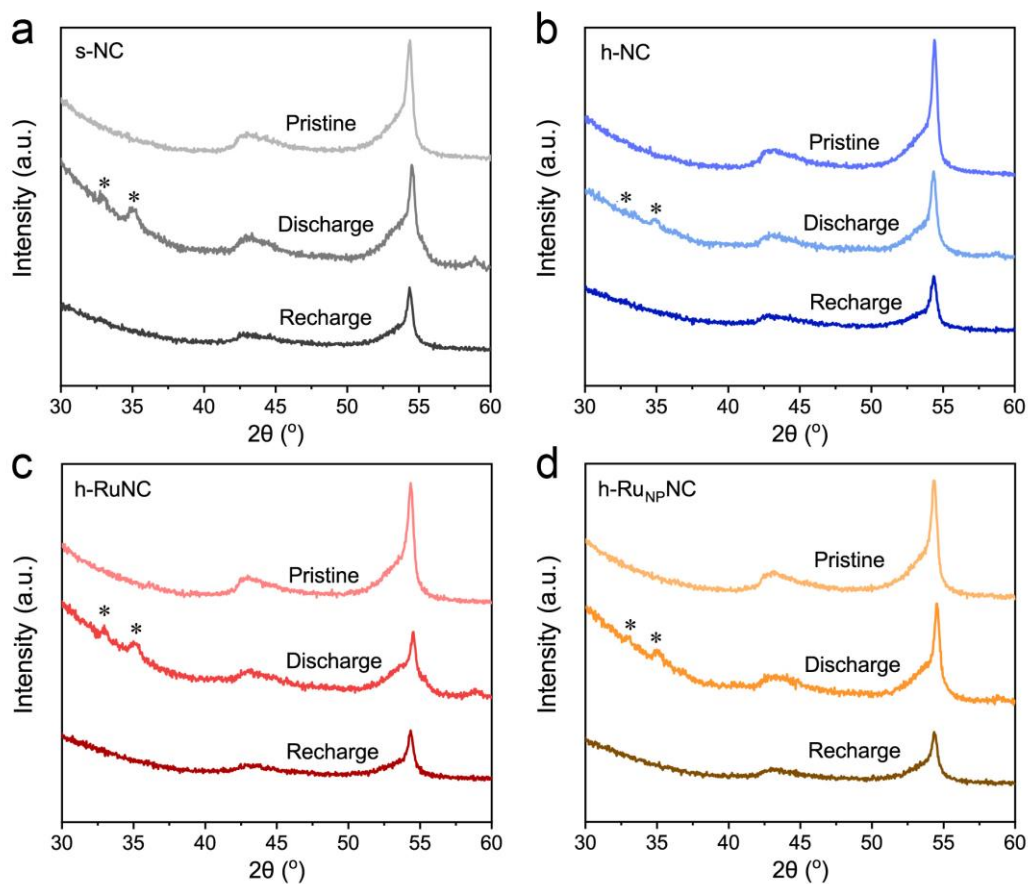 a
s-NC
Pristine
* *
Discharge
Recharge
Intensity (a.u.)
30 35 40 45 50 55 60
2θ (°)
b
h-NC
Pristine
* *
Discharge
Recharge
Intensity (a.u.)
30 35 40 45 50 55 60
2θ (°)
c
h-RuNC
Pristine
* *
Discharge
Recharge
Intensity (a.u.)
30 35 40 45 50 55 60
2θ (°)
d
h-Ru_NP NC
Pristine
* *
Discharge
Recharge
Intensity (a.u.)
30 35 40 45 50 55 60
2θ (°)